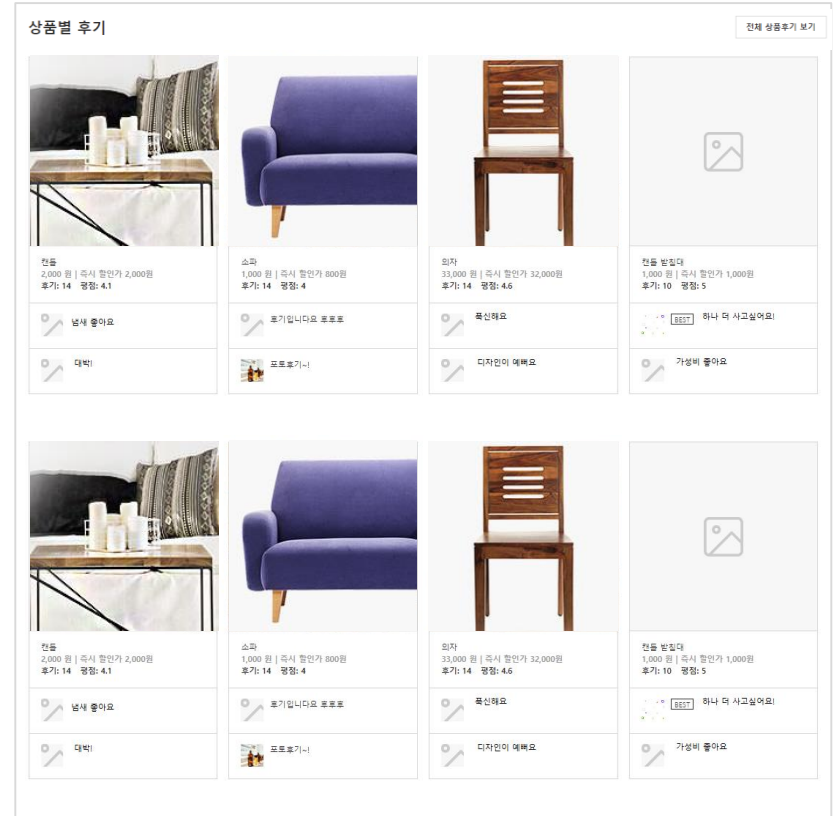 상품별 후기
전체 상품후기 보기
캔들
2,000 원 | 즉시 할인가 2,000원
후기: 14 평점: 4.1
냄새 좋아요
대박!
소파
1,000 원 | 즉시 할인가 800원
후기: 14 평점: 4
후기입니다요 후후후
포토후기~!
의자
33,000 원 | 즉시 할인가 32,000원
후기: 14 평점: 4.6
푹신해요
디자인이 예뻐요
캔들 받침대
1,000 원 | 즉시 할인가 1,000원
후기: 10 평점: 5
BEST 하나 더 사고싶어요!
가성비 좋아요
캔들
2,000 원 | 즉시 할인가 2,000원
후기: 14 평점: 4.1
냄새 좋아요
대박!
소파
1,000 원 | 즉시 할인가 800원
후기: 14 평점: 4
후기입니다요 후후후
포토후기~!
의자
33,000 원 | 즉시 할인가 32,000원
후기: 14 평점: 4.6
푹신해요
디자인이 예뻐요
캔들 받침대
1,000 원 | 즉시 할인가 1,000원
후기: 10 평점: 5
BEST 하나 더 사고싶어요!
가성비 좋아요